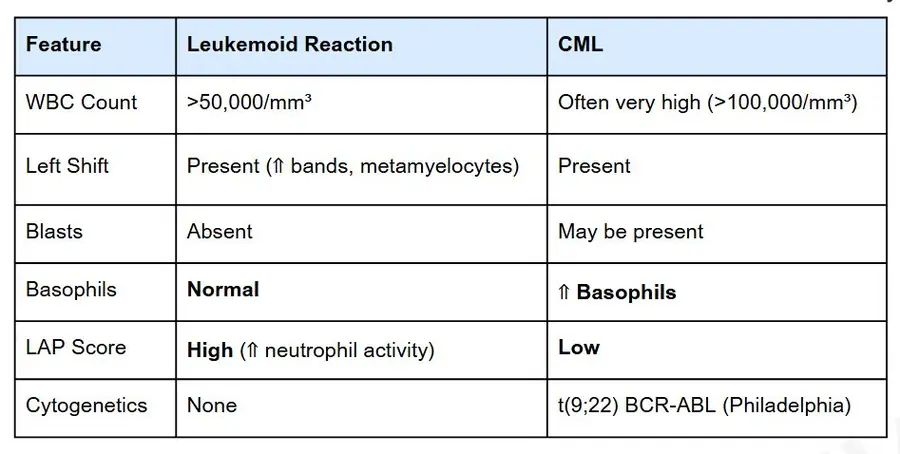 Feature Leukemoid Reaction CML
WBC Count >50,000/mm³ Often very high (>100,000/mm³)
Left Shift Present (⇑ bands, metamyelocytes) Present
Blasts Absent May be present
Basophils Normal ⇑ Basophils
LAP Score High (⇑ neutrophil activity) Low
Cytogenetics None t(9;22) BCR-ABL (Philadelphia)